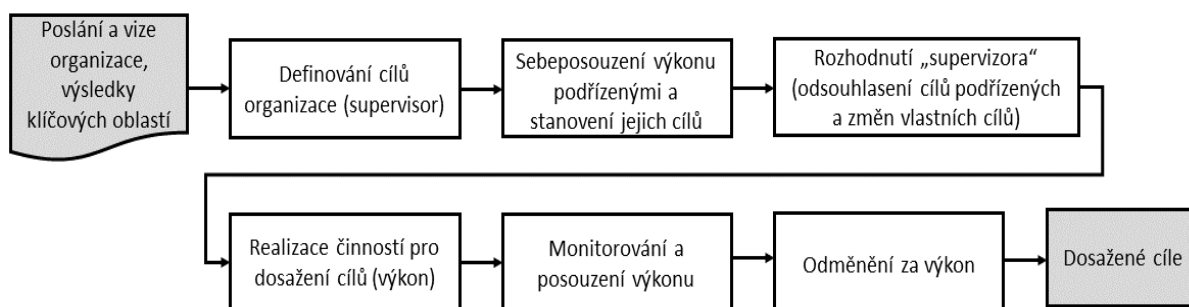 Poslání a vize
organizace,
výsledky
klíčových oblastí
Definování cílů
organizace (supervisor)
Sebeposouzení výkonu
podřízenými a
stanovení jejich cílů
Rozhodnutí „supervizora“
(odsouhlasení cílů podřízených
a změn vlastních cílů)
Realizace činností pro
dosažení cílů (výkon)
Monitorování a
posouzení výkonu
Odměnění za výkon
Dosažené cíle